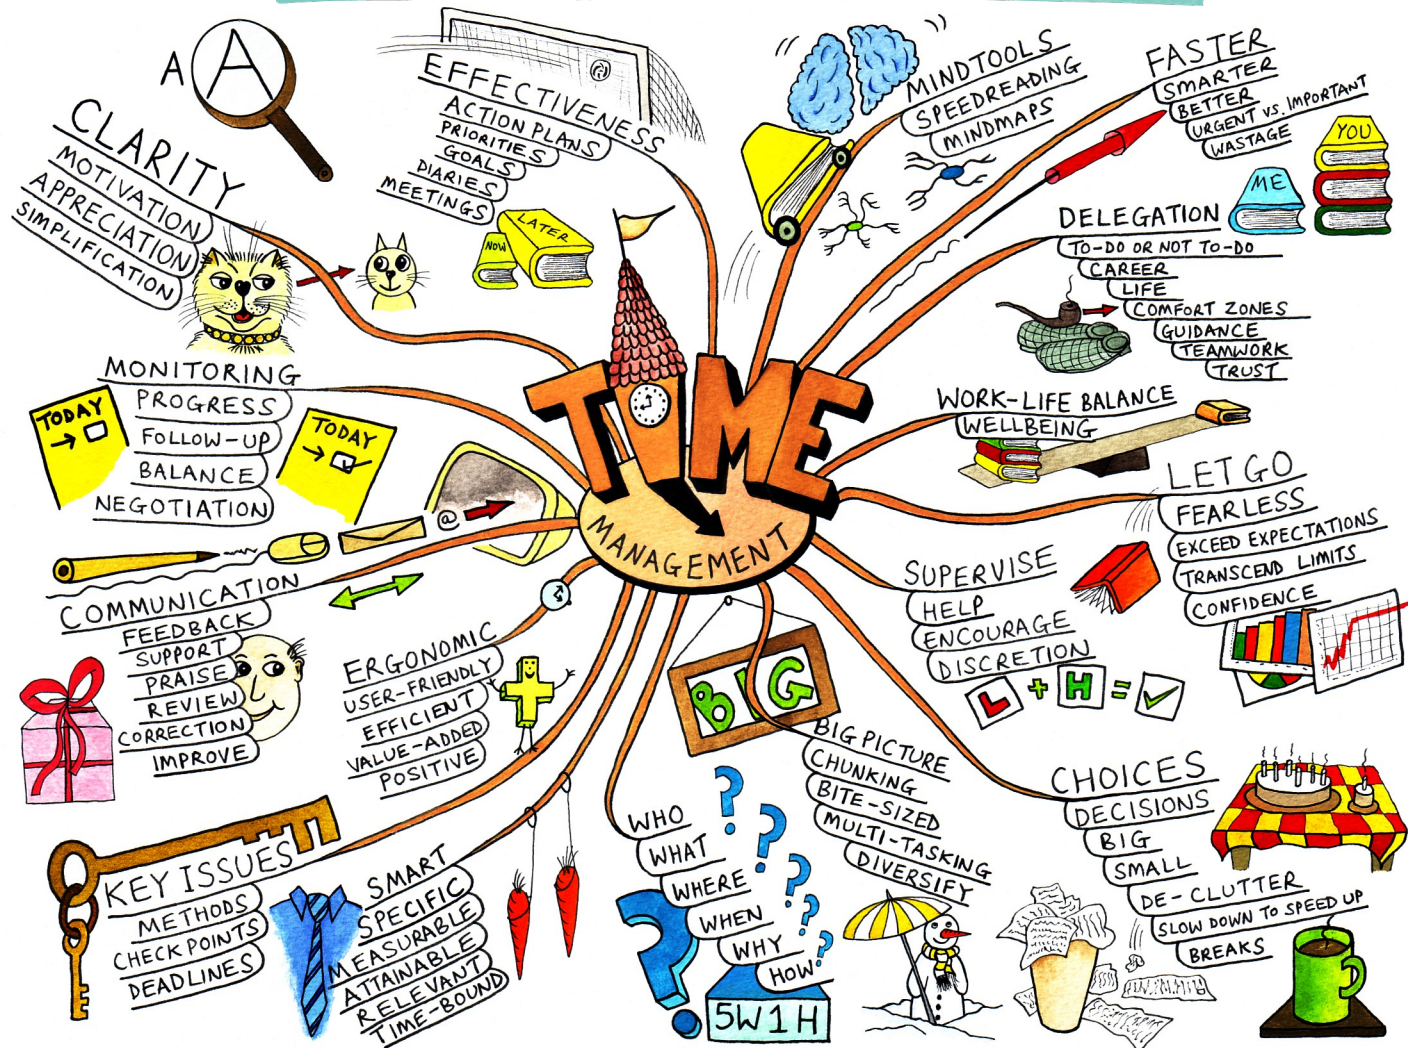 TIME
MANAGEMENT
A A
CLARITY
MOTIVATION
APPRECIATION
SIMPLIFICATION
EFFECTIVENESS
ACTION PLANS
PRIORITIES
GOALS
DIARIES
MEETINGS
NOW
LATER
MINDTOOLS
SPEEDREADING
MINDMAPS
FASTER
SMARTER
BETTER
URGENT VS. IMPORTANT
WASTAGE
ME
YOU
DELEGATION
TO-DO OR NOT TO-DO
CAREER
LIFE
COMFORT ZONES
GUIDANCE
TEAMWORK
TRUST
WORK-LIFE BALANCE
WELLBEING
LET GO
FEARLESS
EXCEED EXPECTATIONS
TRANSCEND LIMITS
CONFIDENCE
SUPERVISE
HELP
ENCOURAGE
DISCRETION
L + H = ✓
CHOICES
DECISIONS
BIG
SMALL
DE-CLUTTER
SLOW DOWN TO SPEED UP
BREAKS
BIG
BIG PICTURE
CHUNKING
BITE-SIZED
MULTI-TASKING
DIVERSIFY
WHO
WHAT
WHERE
WHEN
WHY
HOW
? ? ? ? ? ?
5W1H
SMART
SPECIFIC
MEASURABLE
ATTAINABLE
RELEVANT
TIME-BOUND
KEY ISSUES
METHODS
CHECK POINTS
DEADLINES
ERGONOMIC
USER-FRIENDLY
EFFICIENT
VALUE-ADDED
POSITIVE
COMMUNICATION
FEEDBACK
SUPPORT
PRAISE
REVIEW
CORRECTION
IMPROVE
@
MONITORING
PROGRESS
FOLLOW-UP
BALANCE
NEGOTIATION
TODAY
TODAY